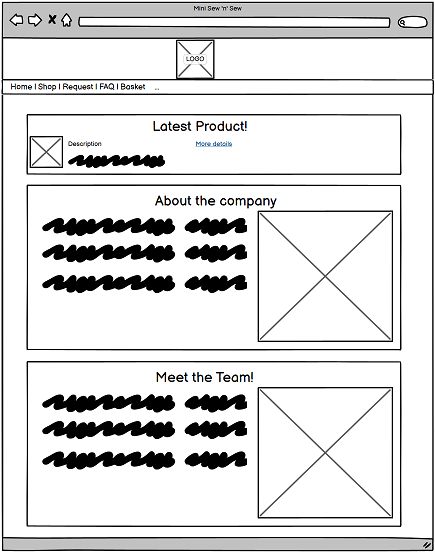 Mini Sew 'n' Sew
LOGO
Home | Shop | Request | FAQ | Basket ...
Latest Product!
Description More details
About the company
Meet the Team!